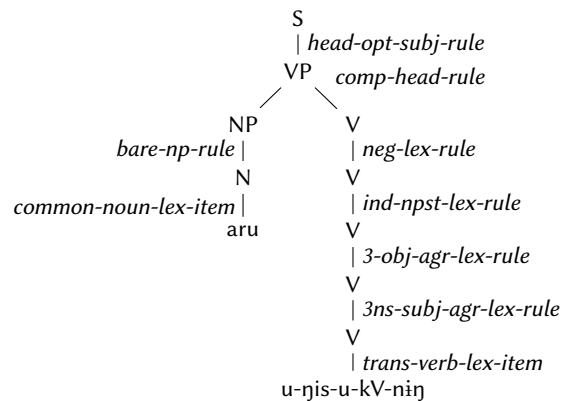 S
head-opt-subj-rule
VP comp-head-rule
NP V
bare-np-rule neg-lex-rule
N V
common-noun-lex-item ind-npst-lex-rule
aru V
3-obj-agr-lex-rule
V
3ns-subj-agr-lex-rule
V
trans-verb-lex-item
u-ŋis-u-kV-nɨŋ